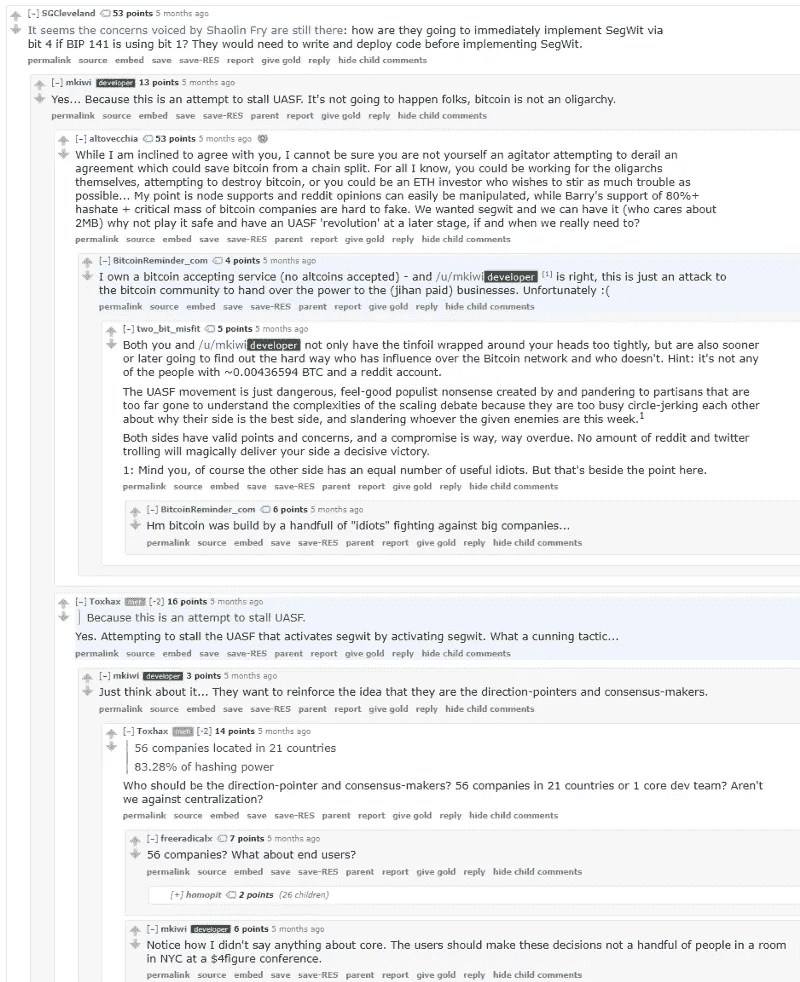 [-] SGCleveland 53 points 5 months ago
It seems the concerns voiced by Shaolin Fry are still there: how are they going to immediately implement SegWit via
bit 4 if BIP 141 is using bit 1? They would need to write and deploy code before implementing SegWit.
permalink source embed save save-RES report give gold reply hide child comments
[-] mkiwi developer 13 points 5 months ago
Yes... Because this is an attempt to stall UASF. It's not going to happen folks, bitcoin is not an oligarchy.
permalink source embed save save-RES parent report give gold reply hide child comments
[-] altovecchia 53 points 5 months ago
While I am inclined to agree with you, I cannot be sure you are not yourself an agitator attempting to derail an
agreement which could save bitcoin from a chain split. For all I know, you could be working for the oligarchs
themselves, attempting to destroy bitcoin, or you could be an ETH investor who wishes to stir as much trouble as
possible... My point is node supports and reddit opinions can easily be manipulated, while Barry's support of 80%+
hashate + critical mass of bitcoin companies are hard to fake. We wanted segwit and we can have it (who cares about
2MB) why not play it safe and have an UASF 'revolution' at a later stage, if and when we really need to?
permalink source embed save save-RES parent report give gold reply hide child comments
[-] BitcoinReminder_com 4 points 5 months ago
I own a bitcoin accepting service (no altcoins accepted) - and /u/mkiwi developer [1] is right, this is just an attack to
the bitcoin community to hand over the power to the (jihan paid) businesses. Unfortunately :(
permalink source embed save save-RES parent report give gold reply hide child comments
[-] two_bit_misfit 5 points 5 months ago
Both you and /u/mkiwi developer not only have the tinfoil wrapped around your heads too tightly, but are also sooner
or later going to find out the hard way who has influence over the Bitcoin network and who doesn't. Hint: it's not any
of the people with ~0.00436594 BTC and a reddit account.
The UASF movement is just dangerous, feel-good populist nonsense created by and pandering to partisans that are
too far gone to understand the complexities of the scaling debate because they are too busy circle-jerking each other
about why their side is the best side, and slandering whoever the given enemies are this week.1
Both sides have valid points and concerns, and a compromise is way, way overdue. No amount of reddit and twitter
trolling will magically deliver your side a decisive victory.
1: Mind you, of course the other side has an equal number of useful idiots. But that's beside the point here.
permalink source embed save save-RES parent report give gold reply hide child comments
[-] BitcoinReminder_com 6 points 5 months ago
Hm bitcoin was build by a handfull of "idiots" fighting against big companies...
permalink source embed save save-RES parent report give gold reply hide child comments
[-] Toxhax [-2] 16 points 5 months ago
Because this is an attempt to stall UASF.
Yes. Attempting to stall the UASF that activates segwit by activating segwit. What a cunning tactic...
permalink source embed save save-RES parent report give gold reply hide child comments
[-] mkiwi developer 3 points 5 months ago
Just think about it... They want to reinforce the idea that they are the direction-pointers and consensus-makers.
permalink source embed save save-RES parent report give gold reply hide child comments
[-] Toxhax [-2] 14 points 5 months ago
56 companies located in 21 countries
83.28% of hashing power
Who should be the direction-pointer and consensus-makers? 56 companies in 21 countries or 1 core dev team? Aren't
we against centralization?
permalink source embed save save-RES parent report give gold reply hide child comments
[-] freeradicalx 7 points 5 months ago
56 companies? What about end users?
permalink source embed save save-RES parent report give gold reply hide child comments
[+] homopit 2 points (26 children)
[-] mkiwi developer 6 points 5 months ago
Notice how I didn't say anything about core. The users should make these decisions not a handful of people in a room
in NYC at a $4figure conference.
permalink source embed save save-RES parent report give gold reply hide child comments